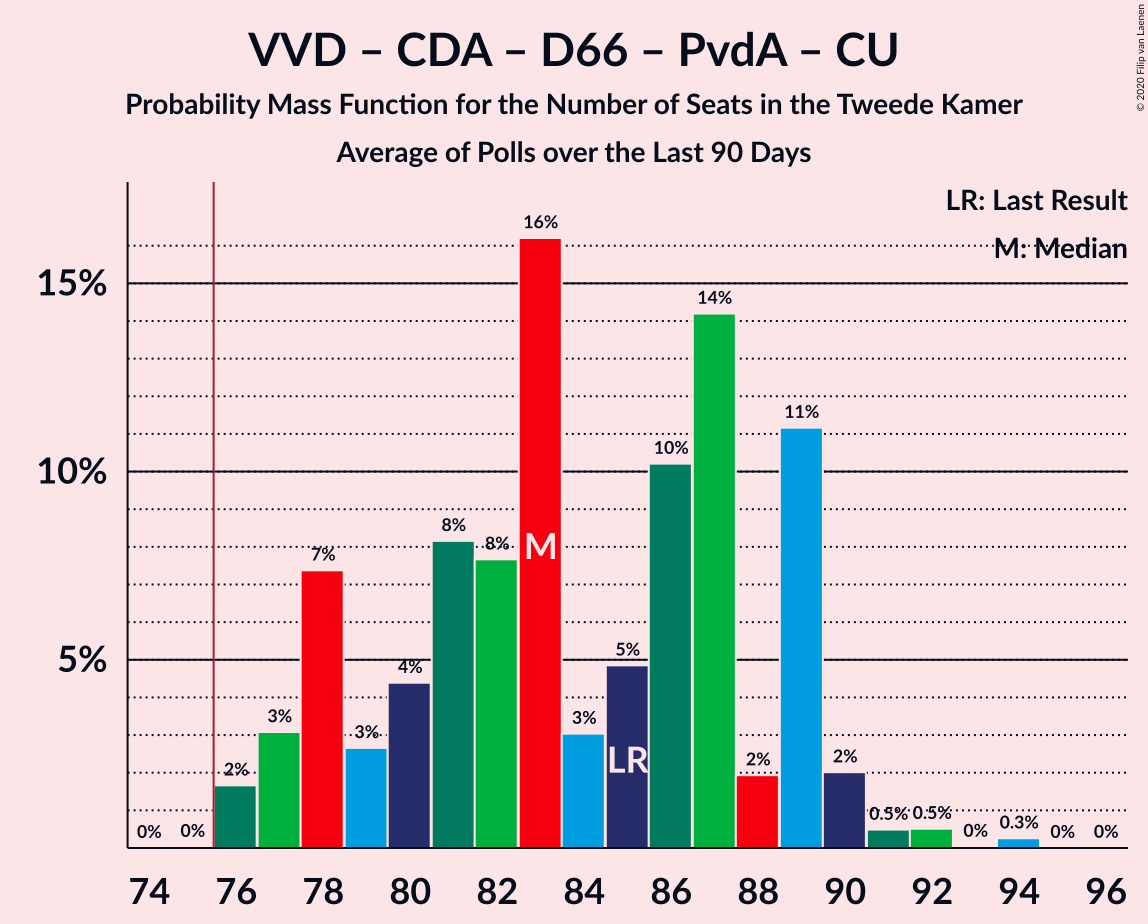 VVD – CDA – D66 – PvdA – CU
Probability Mass Function for the Number of Seats in the Tweede Kamer
Average of Polls over the Last 90 Days
© 2020 Filip van Laenen
LR: Last Result
M: Median
15%
10%
5%
0%
0%
2%
3%
7%
3%
4%
8%
8%
16%
M
3%
5%
LR
10%
14%
2%
11%
2%
0.5%
0.5%
0%
0.3%
0%
0%
74 76 78 80 82 84 86 88 90 92 94 96